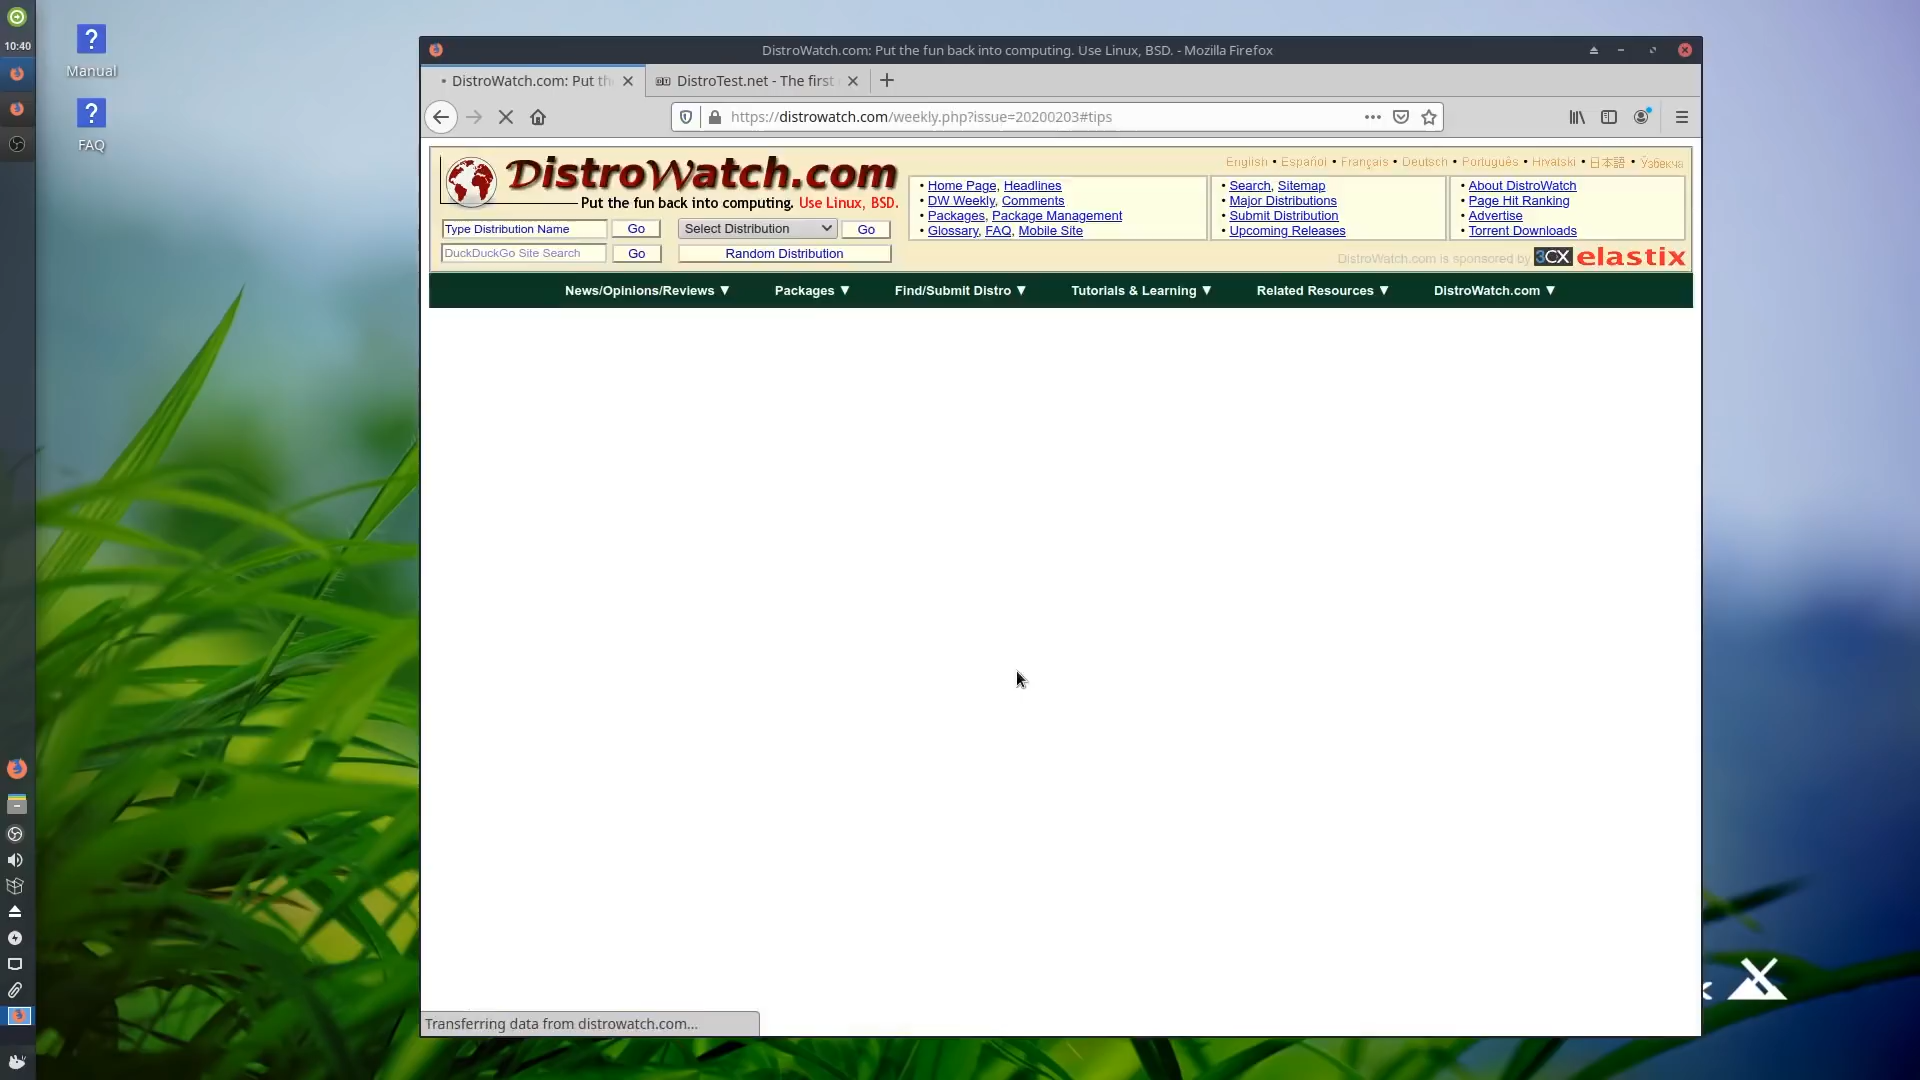 10:40
Manual
FAQ
DistroWatch.com: Put the fun back into computing. Use Linux, BSD. - Mozilla Firefox
DistroWatch.com: Put th
DistroTest.net - The first
https://distrowatch.com/weekly.php?issue=20200203#tips
DistroWatch.com
Put the fun back into computing. Use Linux, BSD.
English • Español • Français • Deutsch • Português • Hrvatski • 日本語 • Ўзбекча
• Home Page, Headlines
• DW Weekly, Comments
• Packages, Package Management
• Glossary, FAQ, Mobile Site
• Search, Sitemap
• Major Distributions
• Submit Distribution
• Upcoming Releases
• About DistroWatch
• Page Hit Ranking
• Advertise
• Torrent Downloads
Type Distribution Name Go Select Distribution Go
DuckDuckGo Site Search Go Random Distribution
DistroWatch.com is sponsored by 3CX elastix
News/Opinions/Reviews ▼ Packages ▼ Find/Submit Distro ▼ Tutorials & Learning ▼ Related Resources ▼ DistroWatch.com ▼
Transferring data from distrowatch.com...